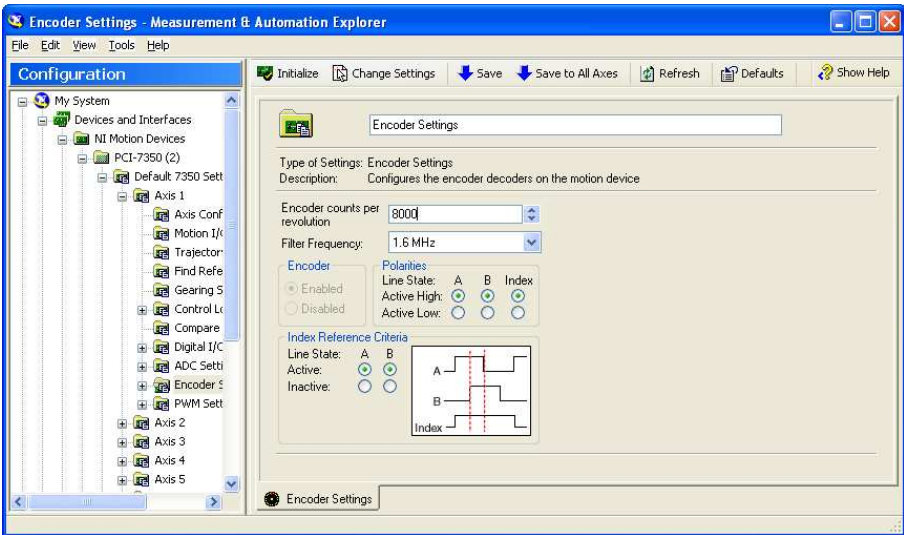 Encoder Settings - Measurement & Automation Explorer
File Edit View Tools Help
Configuration
Initialize Change Settings Save Save to All Axes Refresh Defaults Show Help
My System
Devices and Interfaces
NI Motion Devices
PCI-7350 (2)
Default 7350 Sett
Axis 1
Axis Conf
Motion I/O
Trajector
Find Refe
Gearing S
Control Lo
Compare
Digital I/O
ADC Setti
Encoder S
PWM Sett
Axis 2
Axis 3
Axis 4
Axis 5
Encoder Settings
Type of Settings: Encoder Settings
Description: Configures the encoder decoders on the motion device
Encoder counts per revolution 8000
Filter Frequency: 1.6 MHz
Encoder
Enabled
Disabled
Polarities
Line State: A B Index
Active High:
Active Low:
Index Reference Criteria
Line State: A B
Active:
Inactive:
A
B
Index
Encoder Settings